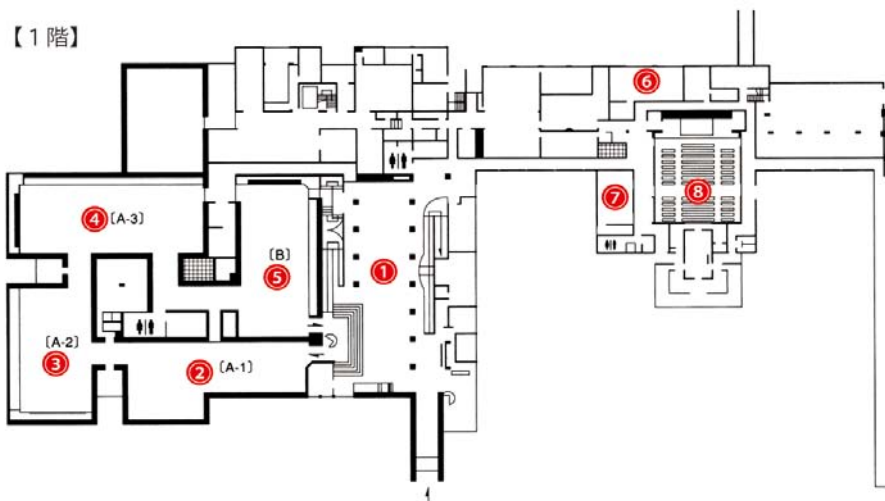 【1階】
⑥
④ [A-3]
⑦
⑧
[B]
⑤
①
[A-2]
③
② [A-1]